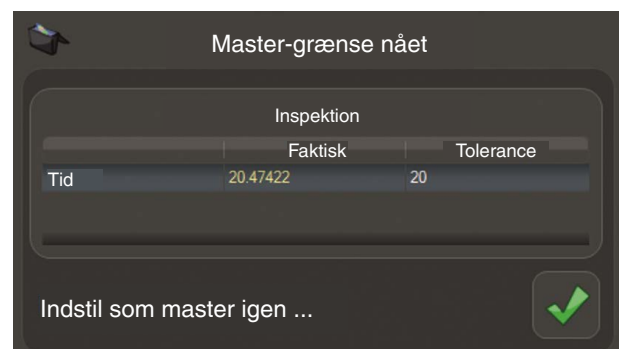 Master-grænse nået
Inspektion
Faktisk Tolerance
Tid 20.47422 20
Indstil som master igen ...